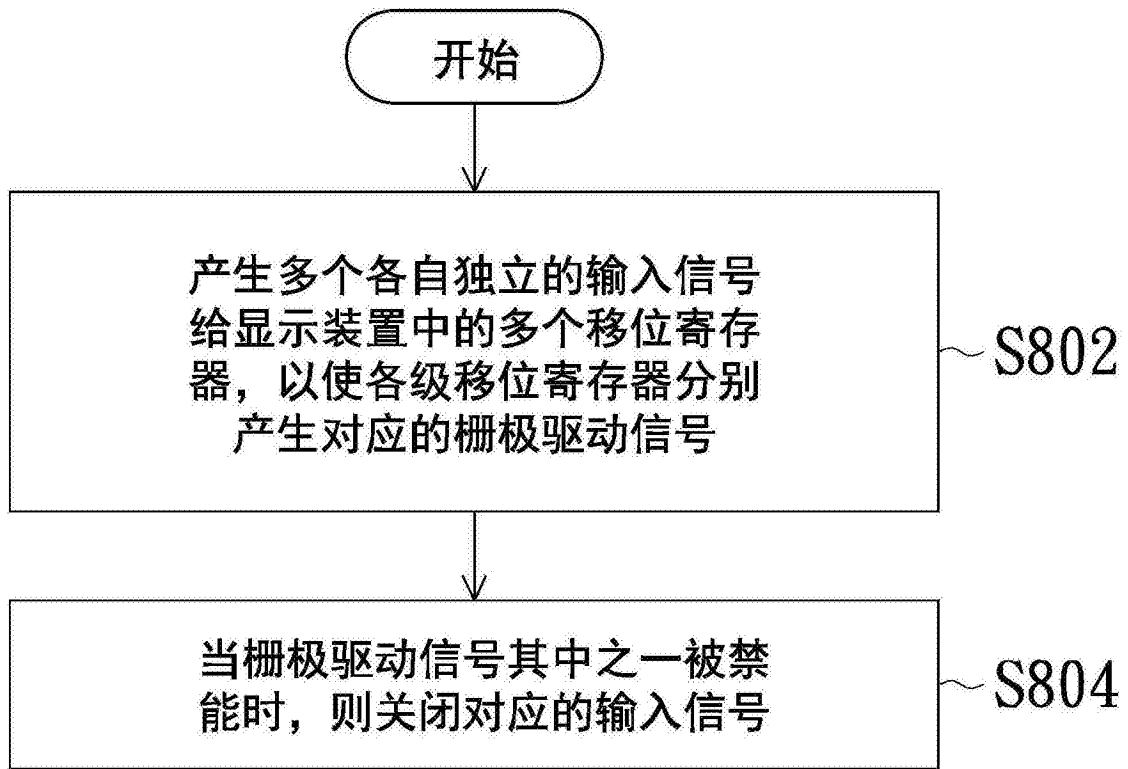 开始
产生多个各自独立的输入信号
给显示装置中的多个移位寄存
器，以使各级移位寄存器分别
产生对应的栅极驱动信号
S802
当栅极驱动信号其中之一被禁
能时，则关闭对应的输入信号
S804